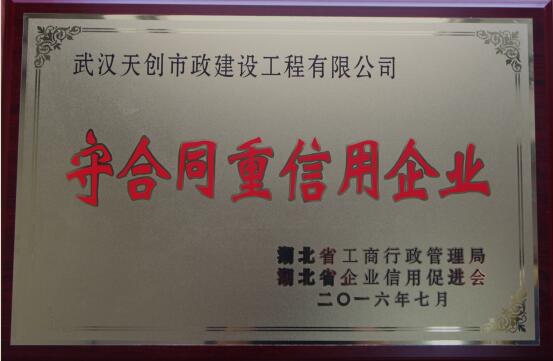 武汉天创市政建设工程有限公司
守合同重信用企业
湖北省工商行政管理局
湖北省企业信用促进会
二〇一六年七月